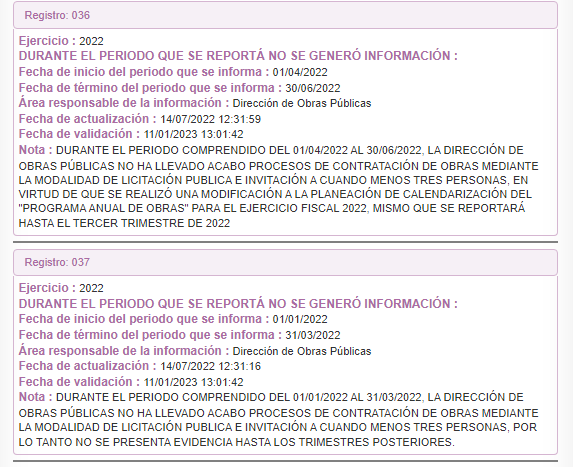 Registro: 036
Ejercicio : 2022
DURANTE EL PERIODO QUE SE REPORTÁ NO SE GENERÓ INFORMACIÓN :
Fecha de inicio del periodo que se informa : 01/04/2022
Fecha de término del periodo que se informa : 30/06/2022
Área responsable de la información : Dirección de Obras Públicas
Fecha de actualización : 14/07/2022 12:31:59
Fecha de validación : 11/01/2023 13:01:42
Nota : DURANTE EL PERIODO COMPRENDIDO DEL 01/04/2022 AL 30/06/2022, LA DIRECCIÓN DE
OBRAS PÚBLICAS NO HA LLEVADO ACABO PROCESOS DE CONTRATACIÓN DE OBRAS MEDIANTE
LA MODALIDAD DE LICITACIÓN PUBLICA E INVITACIÓN A CUANDO MENOS TRES PERSONAS, EN
VIRTUD DE QUE SE REALIZÓ UNA MODIFICACIÓN A LA PLANEACIÓN DE CALENDARIZACIÓN DEL
"PROGRAMA ANUAL DE OBRAS" PARA EL EJERCICIO FISCAL 2022, MISMO QUE SE REPORTARÁ
HASTA EL TERCER TRIMESTRE DE 2022
Registro: 037
Ejercicio : 2022
DURANTE EL PERIODO QUE SE REPORTÁ NO SE GENERÓ INFORMACIÓN :
Fecha de inicio del periodo que se informa : 01/01/2022
Fecha de término del periodo que se informa : 31/03/2022
Área responsable de la información : Dirección de Obras Públicas
Fecha de actualización : 14/07/2022 12:31:16
Fecha de validación : 11/01/2023 13:01:42
Nota : DURANTE EL PERIODO COMPRENDIDO DEL 01/01/2022 AL 31/03/2022, LA DIRECCIÓN DE
OBRAS PÚBLICAS NO HA LLEVADO ACABO PROCESOS DE CONTRATACIÓN DE OBRAS MEDIANTE
LA MODALIDAD DE LICITACIÓN PUBLICA E INVITACIÓN A CUANDO MENOS TRES PERSONAS, POR
LO TANTO NO SE PRESENTA EVIDENCIA HASTA LOS TRIMESTRES POSTERIORES.